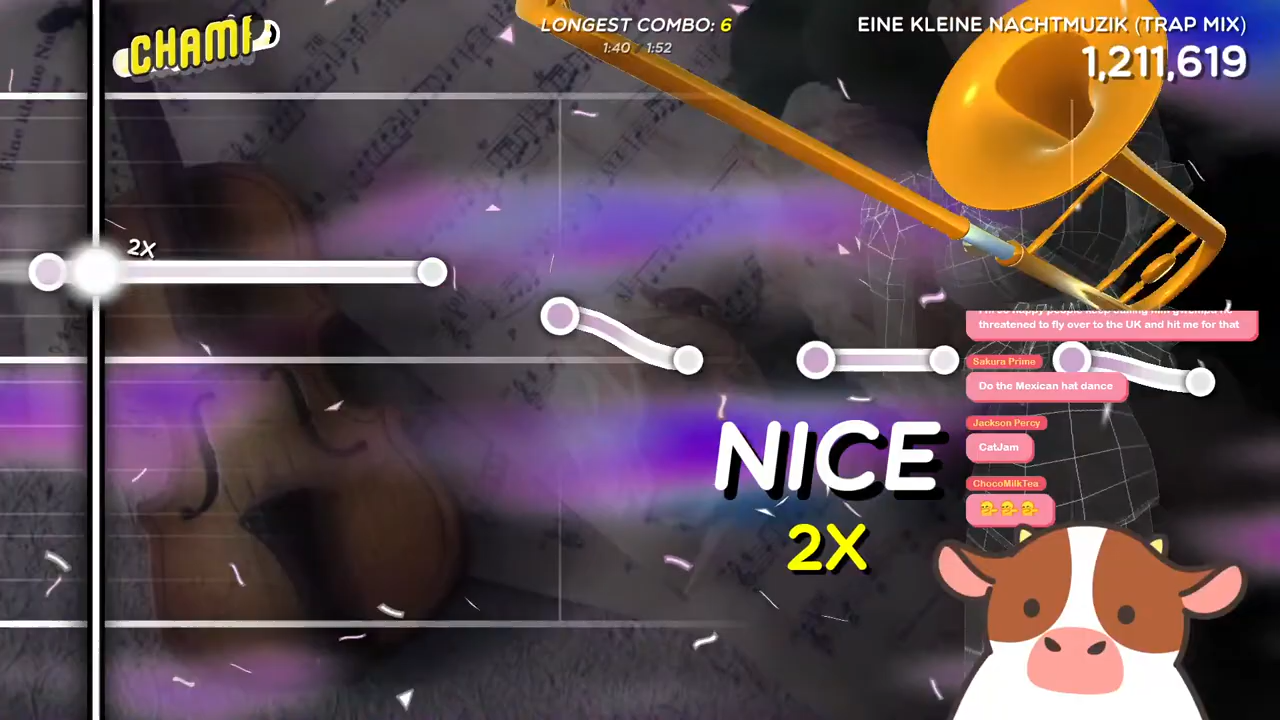 CHAMP
LONGEST COMBO: 6
1:40 / 1:52
EINE KLEINE NACHTMUZIK (TRAP MIX)
1,211,619
2X
threatened to fly over to the UK and hit me for that
Sakura Prime
Do the Mexican hat dance
Jackson Percy
CatJam
ChocoMilkTea
NICE
2X